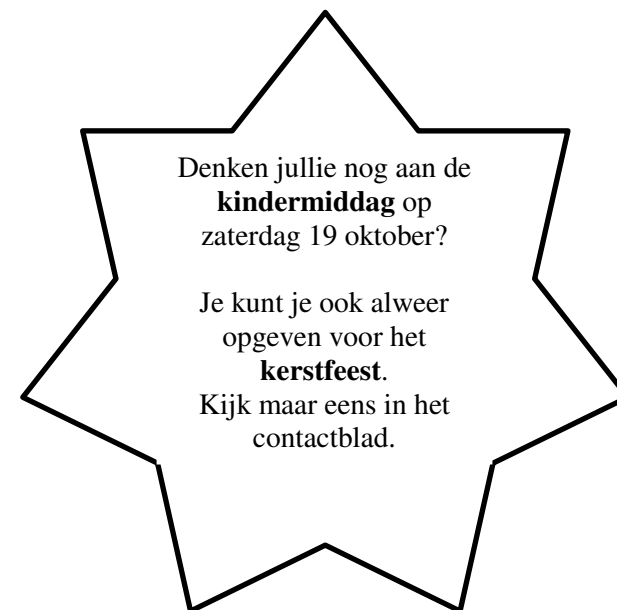 Denken jullie nog aan de
kindermiddag op
zaterdag 19 oktober?
Je kunt je ook alweer
opgeven voor het
kerstfeest.
Kijk maar eens in het
contactblad.